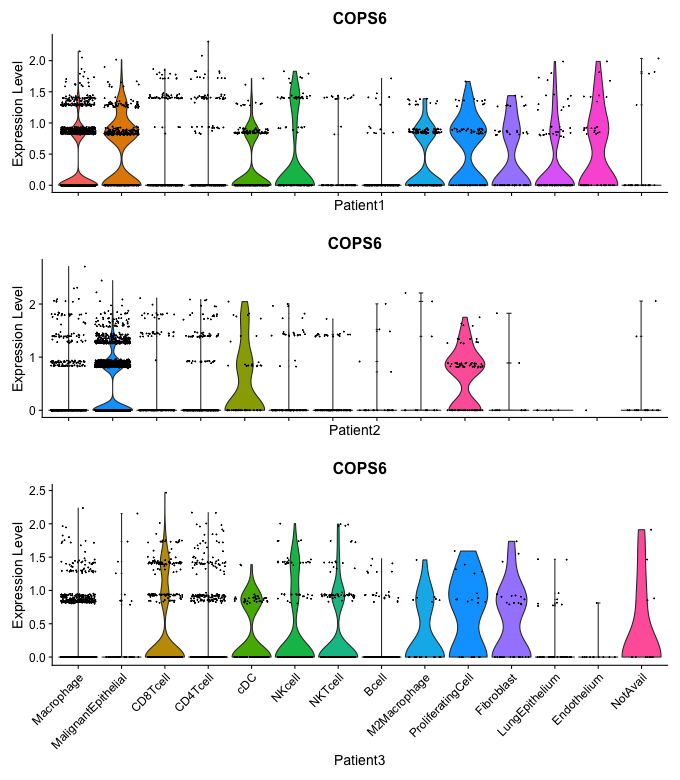 COPS6
Expression Level
2.0
1.5
1.0
0.5
0.0
Patient1
COPS6
Expression Level
2
1
0
Patient2
COPS6
Expression Level
2.5
2.0
1.5
1.0
0.5
0.0
Macrophage
MalignantEpithelial
CD8Tcell
CD4Tcell
cDC
NKcell
NKTcell
Bcell
M2Macrophage
ProliferatingCell
Fibroblast
LungEpithelium
Endothelium
NotAvail
Patient3